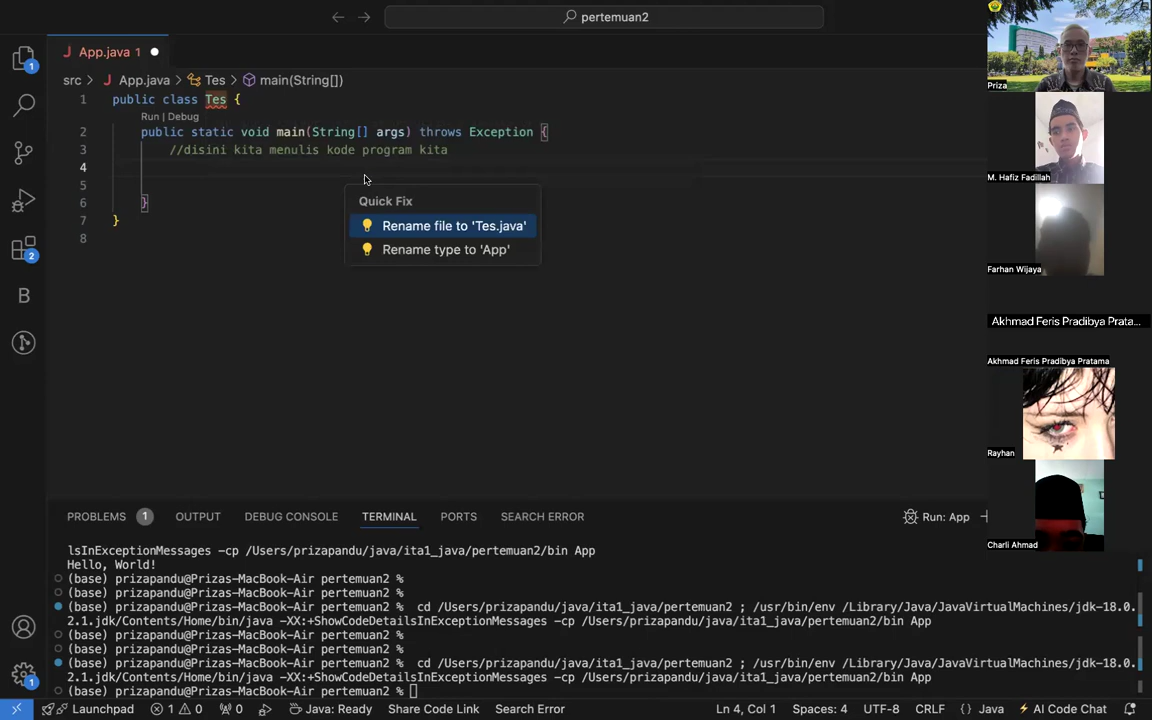 pertemuan2
App.java 1
src > App.java > Tes > main(String[])
1 public class Tes {
Run | Debug
2 public static void main(String[] args) throws Exception {
3 //disini kita menulis kode program kita
4
5
6 }
7 }
8
Quick Fix
Rename file to 'Tes.java'
Rename type to 'App'
1
2
B
1
Priza
M. Hafiz Fadillah
Farhan Wijaya
Akhmad Feris Pradibya Prata...
Akhmad Feris Pradibya Pratama
Rayhan
Charli Ahmad
PROBLEMS 1 OUTPUT DEBUG CONSOLE TERMINAL PORTS SEARCH ERROR Run: App
lsInExceptionMessages -cp /Users/prizapandu/java/ita1_java/pertemuan2/bin App
Hello, World!
(base) prizapandu@Prizas-MacBook-Air pertemuan2 %
(base) prizapandu@Prizas-MacBook-Air pertemuan2 %
(base) prizapandu@Prizas-MacBook-Air pertemuan2 % cd /Users/prizapandu/java/ita1_java/pertemuan2 ; /usr/bin/env /Library/Java/JavaVirtualMachines/jdk-18.0.
2.1.jdk/Contents/Home/bin/java -XX:+ShowCodeDetailsInExceptionMessages -cp /Users/prizapandu/java/ita1_java/pertemuan2/bin App
(base) prizapandu@Prizas-MacBook-Air pertemuan2 %
(base) prizapandu@Prizas-MacBook-Air pertemuan2 %
(base) prizapandu@Prizas-MacBook-Air pertemuan2 % cd /Users/prizapandu/java/ita1_java/pertemuan2 ; /usr/bin/env /Library/Java/JavaVirtualMachines/jdk-18.0.
2.1.jdk/Contents/Home/bin/java -XX:+ShowCodeDetailsInExceptionMessages -cp /Users/prizapandu/java/ita1_java/pertemuan2/bin App
(base) prizapandu@Prizas-MacBook-Air pertemuan2 %
Launchpad 1 0 0 Java: Ready Share Code Link Search Error Ln 4, Col 1 Spaces: 4 UTF-8 CRLF Java AI Code Chat